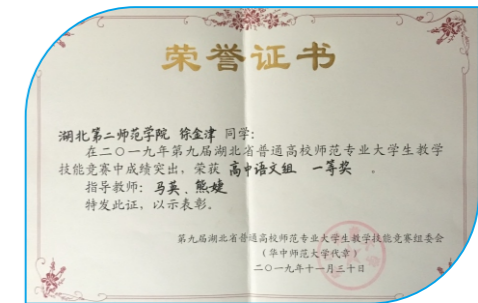 荣誉证书
湖北第二师范学院 徐金津 同学:
在二〇一九年第九届湖北省普通高校师范专业大学生教学
技能竞赛中成绩突出，荣获 高中语文组 一等奖 。
指导教师: 马英、熊婕
特发此证，以示表彰。
第九届湖北省普通高校师范专业大学生教学技能竞赛组委会
（华中师范大学代章）
二〇一九年十一月三十日